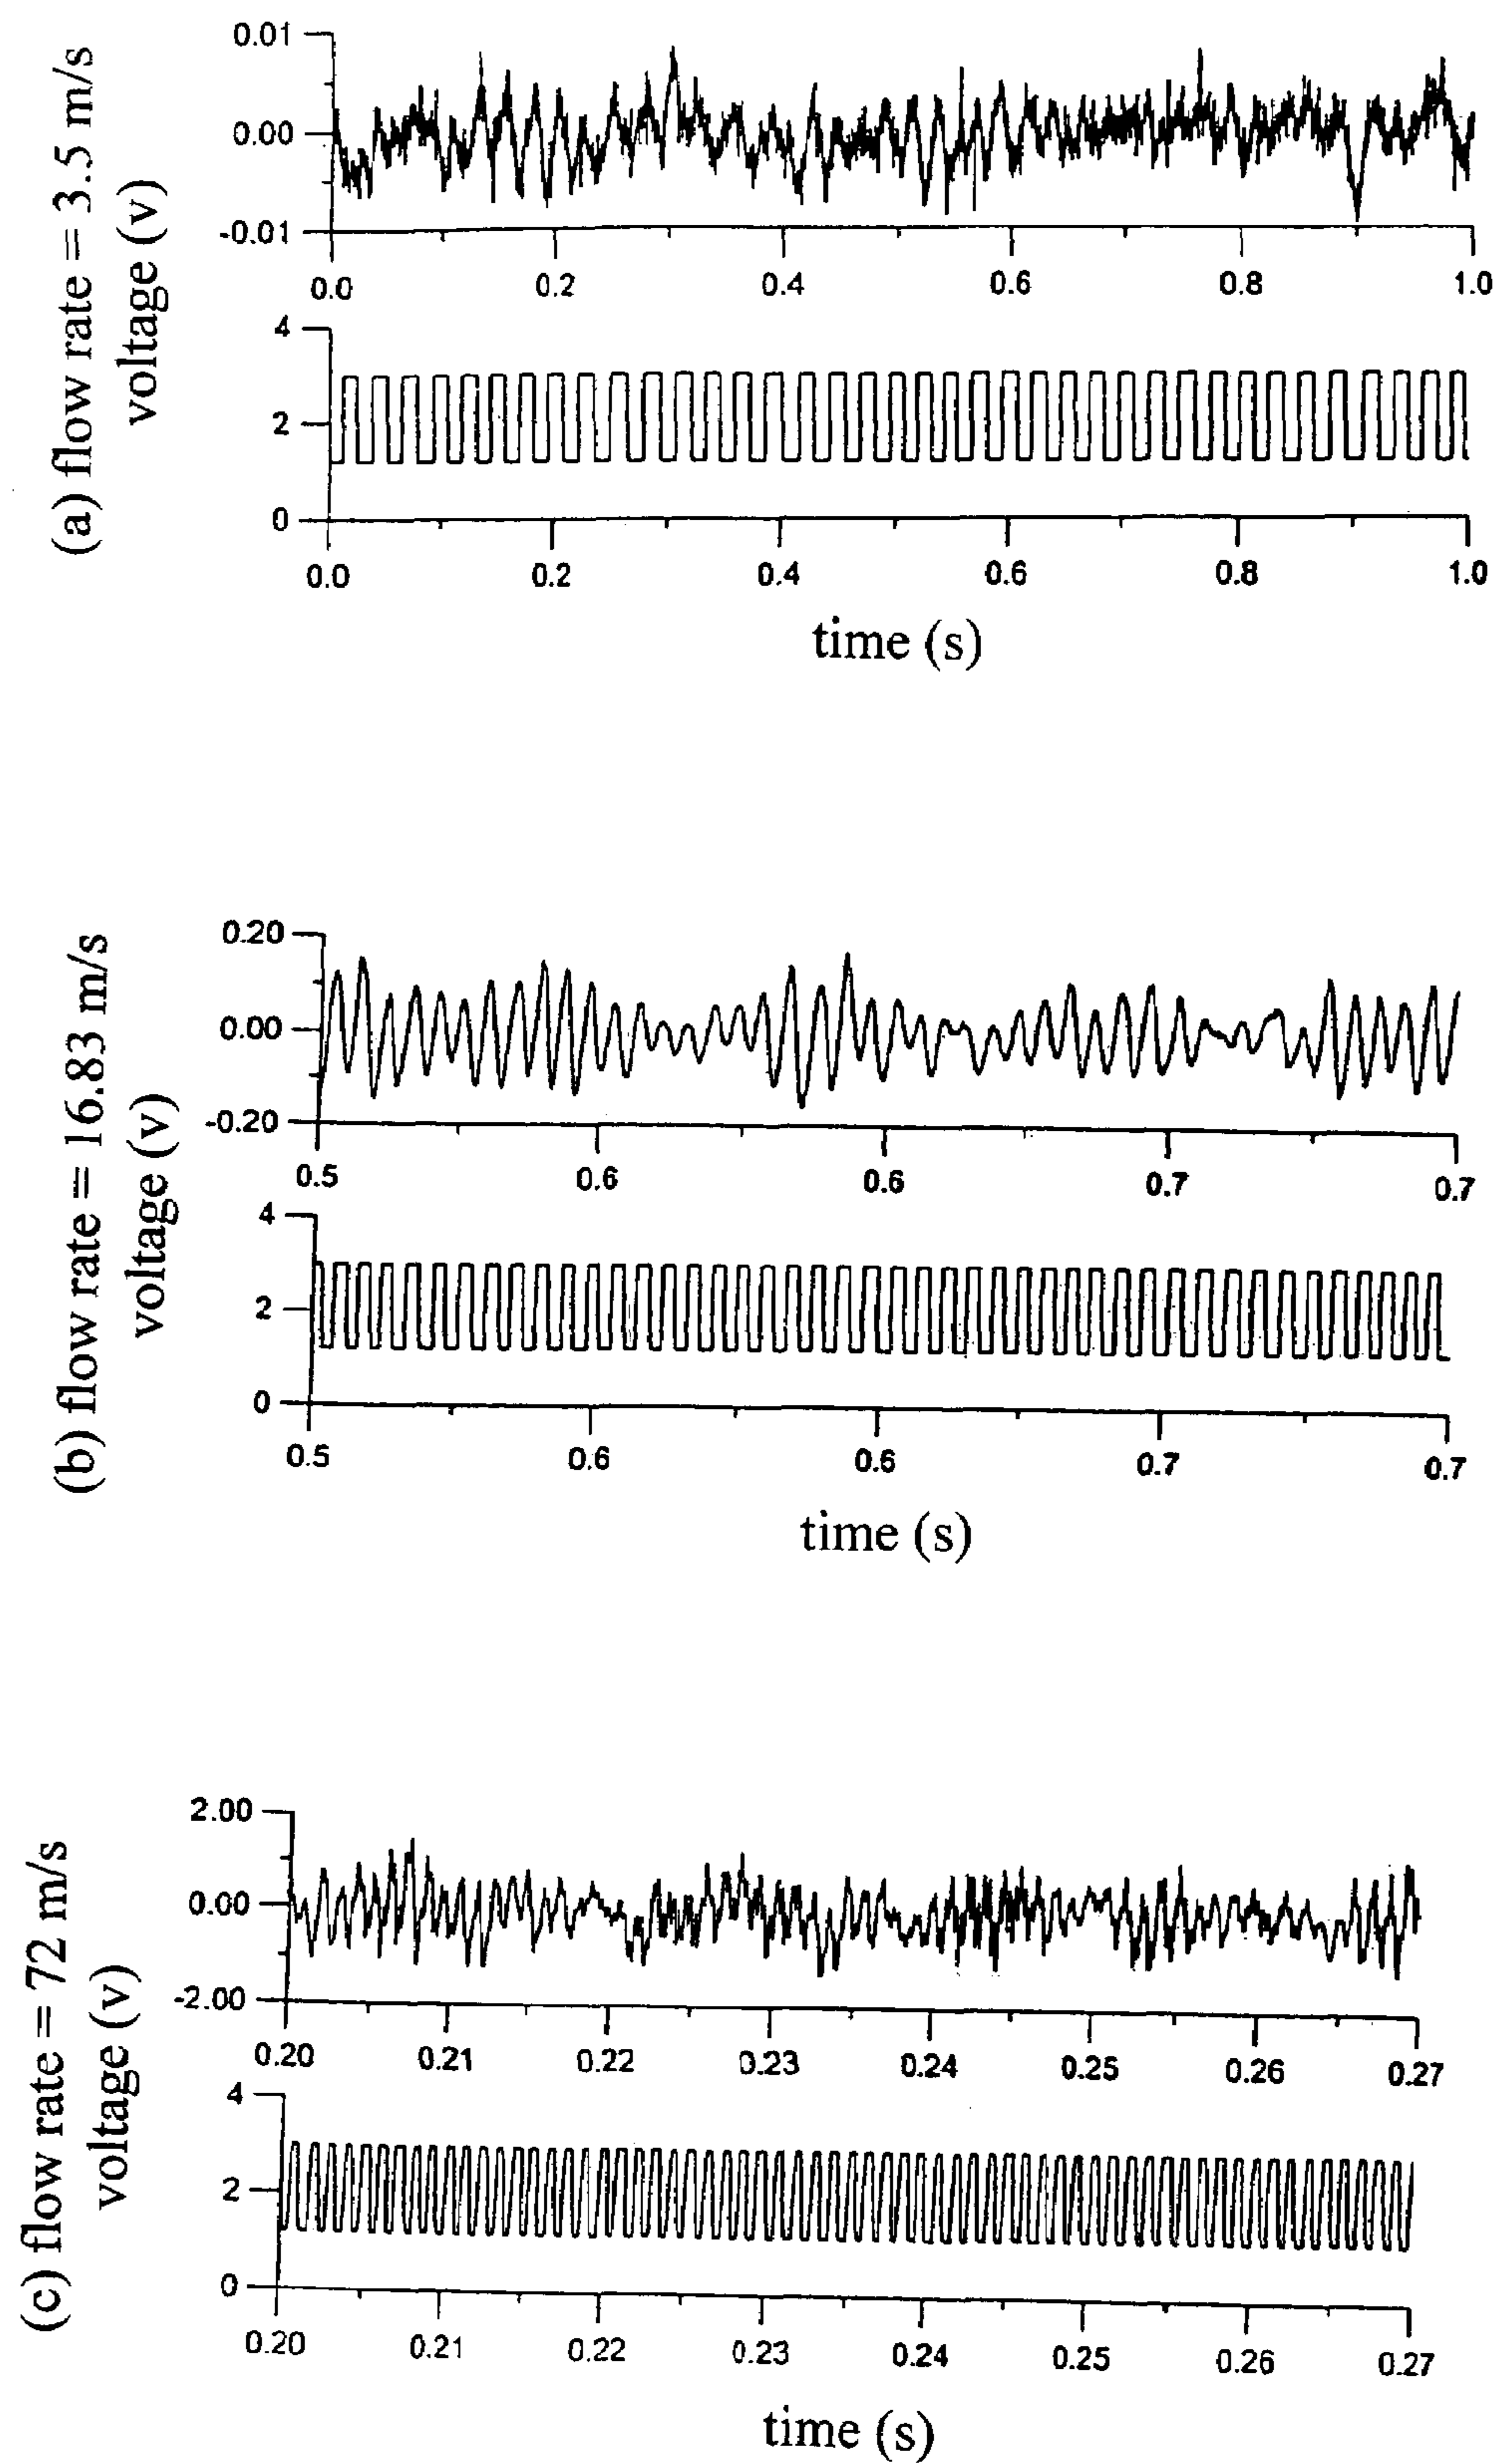 (a) flow rate = 3.5 m/s
voltage (v)
0.01
0.00
-0.01
0.0 0.2 0.4 0.6 0.8 1.0
4
2
0
0.0 0.2 0.4 0.6 0.8 1.0
time (s)
(b) flow rate = 16.83 m/s
voltage (v)
0.20
0.00
-0.20
0.5 0.6 0.6 0.7 0.7
4
2
0
0.5 0.6 0.6 0.7 0.7
time (s)
(c) flow rate = 72 m/s
voltage (v)
2.00
0.00
-2.00
0.20 0.21 0.22 0.23 0.24 0.25 0.26 0.27
4
2
0
0.20 0.21 0.22 0.23 0.24 0.25 0.26 0.27
time (s)